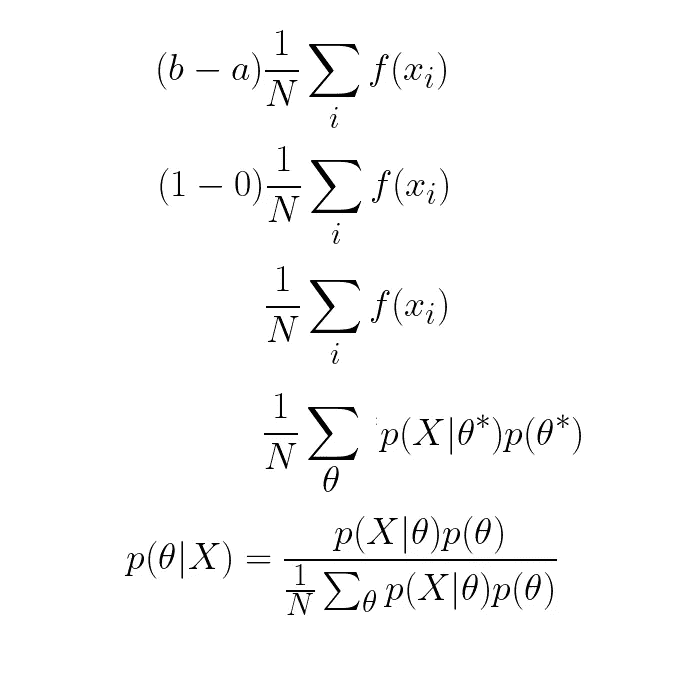 (b − a) 1/N ∑_i f(x_i)
(1 − 0) 1/N ∑_i f(x_i)
1/N ∑_i f(x_i)
1/N ∑_θ p(X|θ*)p(θ*)
p(θ|X) = p(X|θ)p(θ) / (1/N ∑_θ p(X|θ)p(θ))